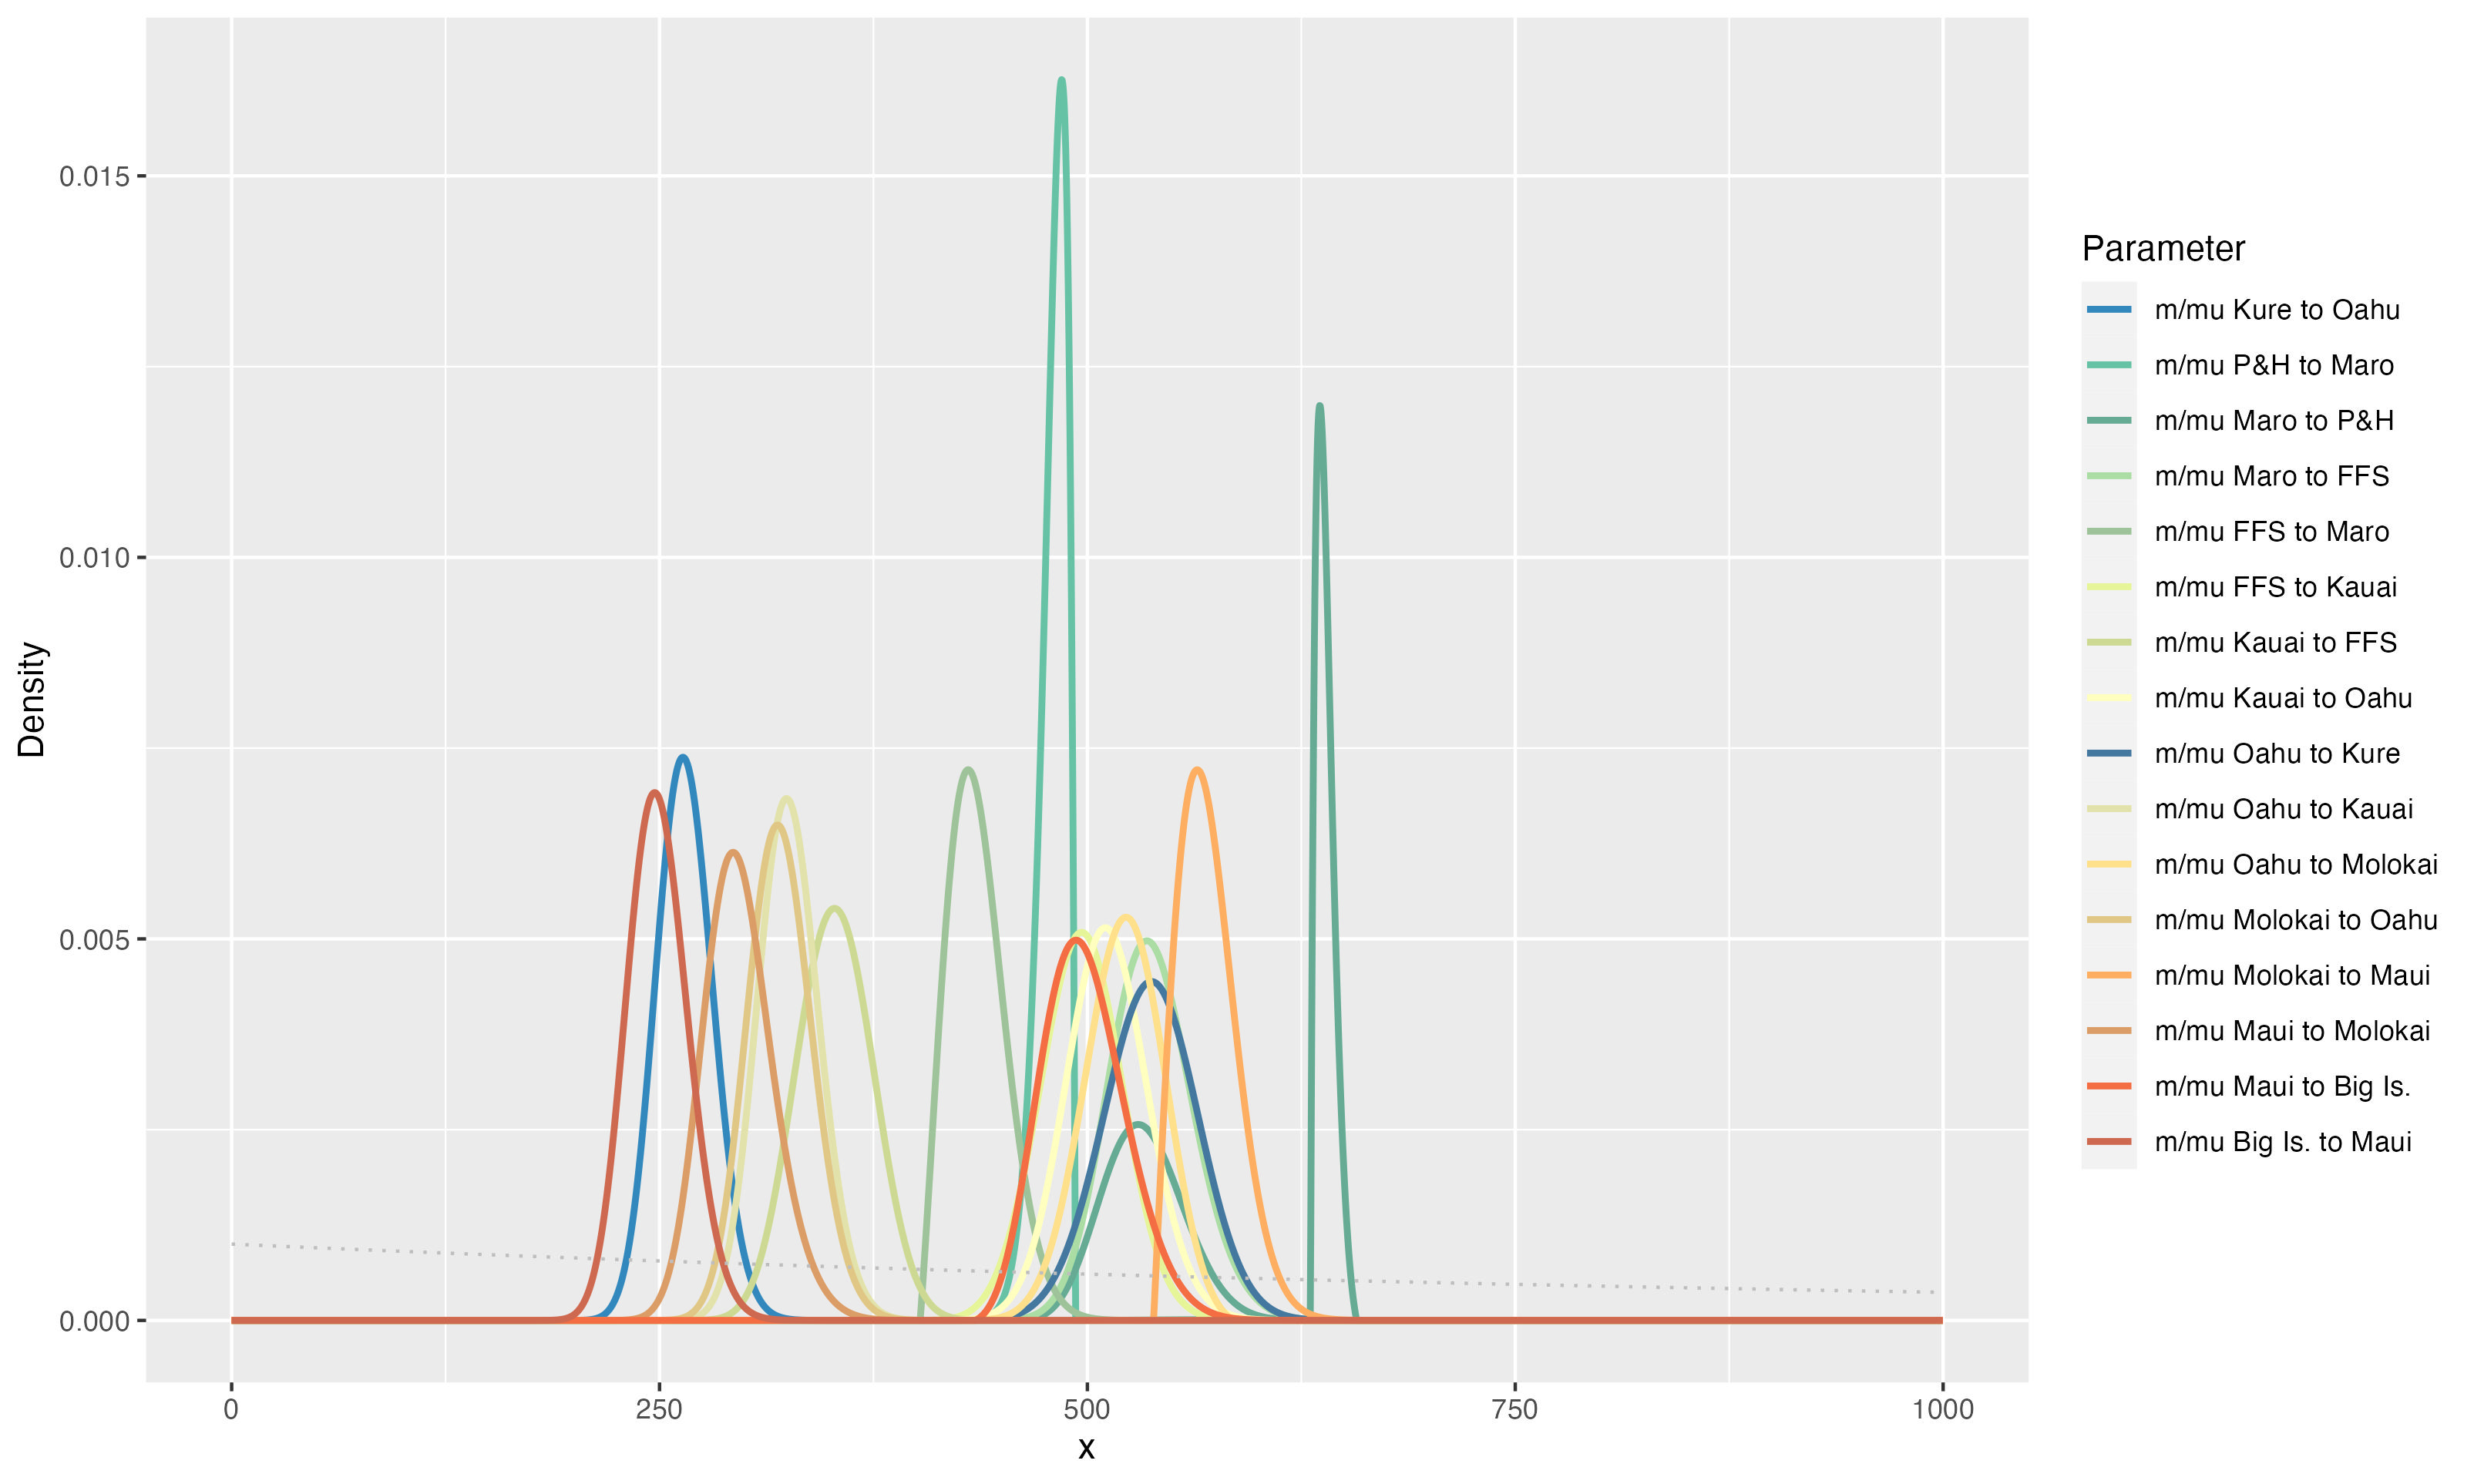 0.015
0.010
0.005
0.000
Density
0
250
500
750
1000
x
Parameter
m/mu Kure to Oahu
m/mu P&H to Maro
m/mu Maro to P&H
m/mu Maro to FFS
m/mu FFS to Maro
m/mu FFS to Kauai
m/mu Kauai to FFS
m/mu Kauai to Oahu
m/mu Oahu to Kure
m/mu Oahu to Kauai
m/mu Oahu to Molokai
m/mu Molokai to Oahu
m/mu Molokai to Maui
m/mu Maui to Molokai
m/mu Maui to Big Is.
m/mu Big Is. to Maui